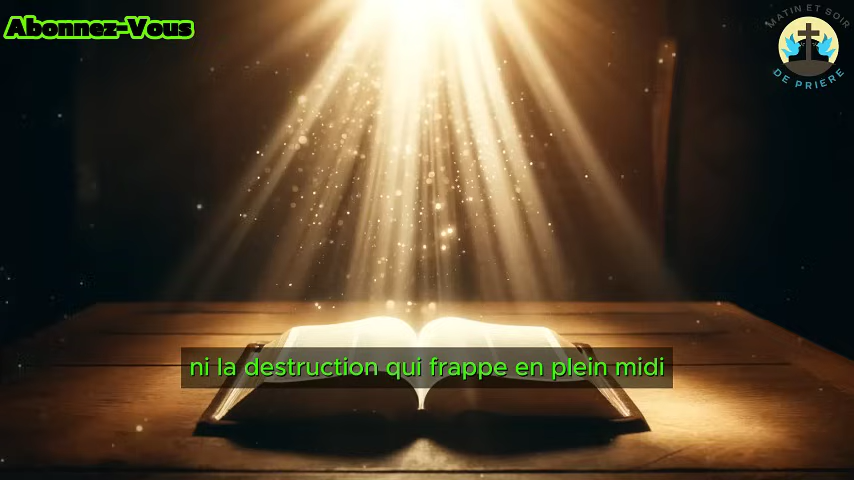 Abonnez-Vous
MATIN ET SOIR
DE PRIERE
ni la destruction qui frappe en plein midi